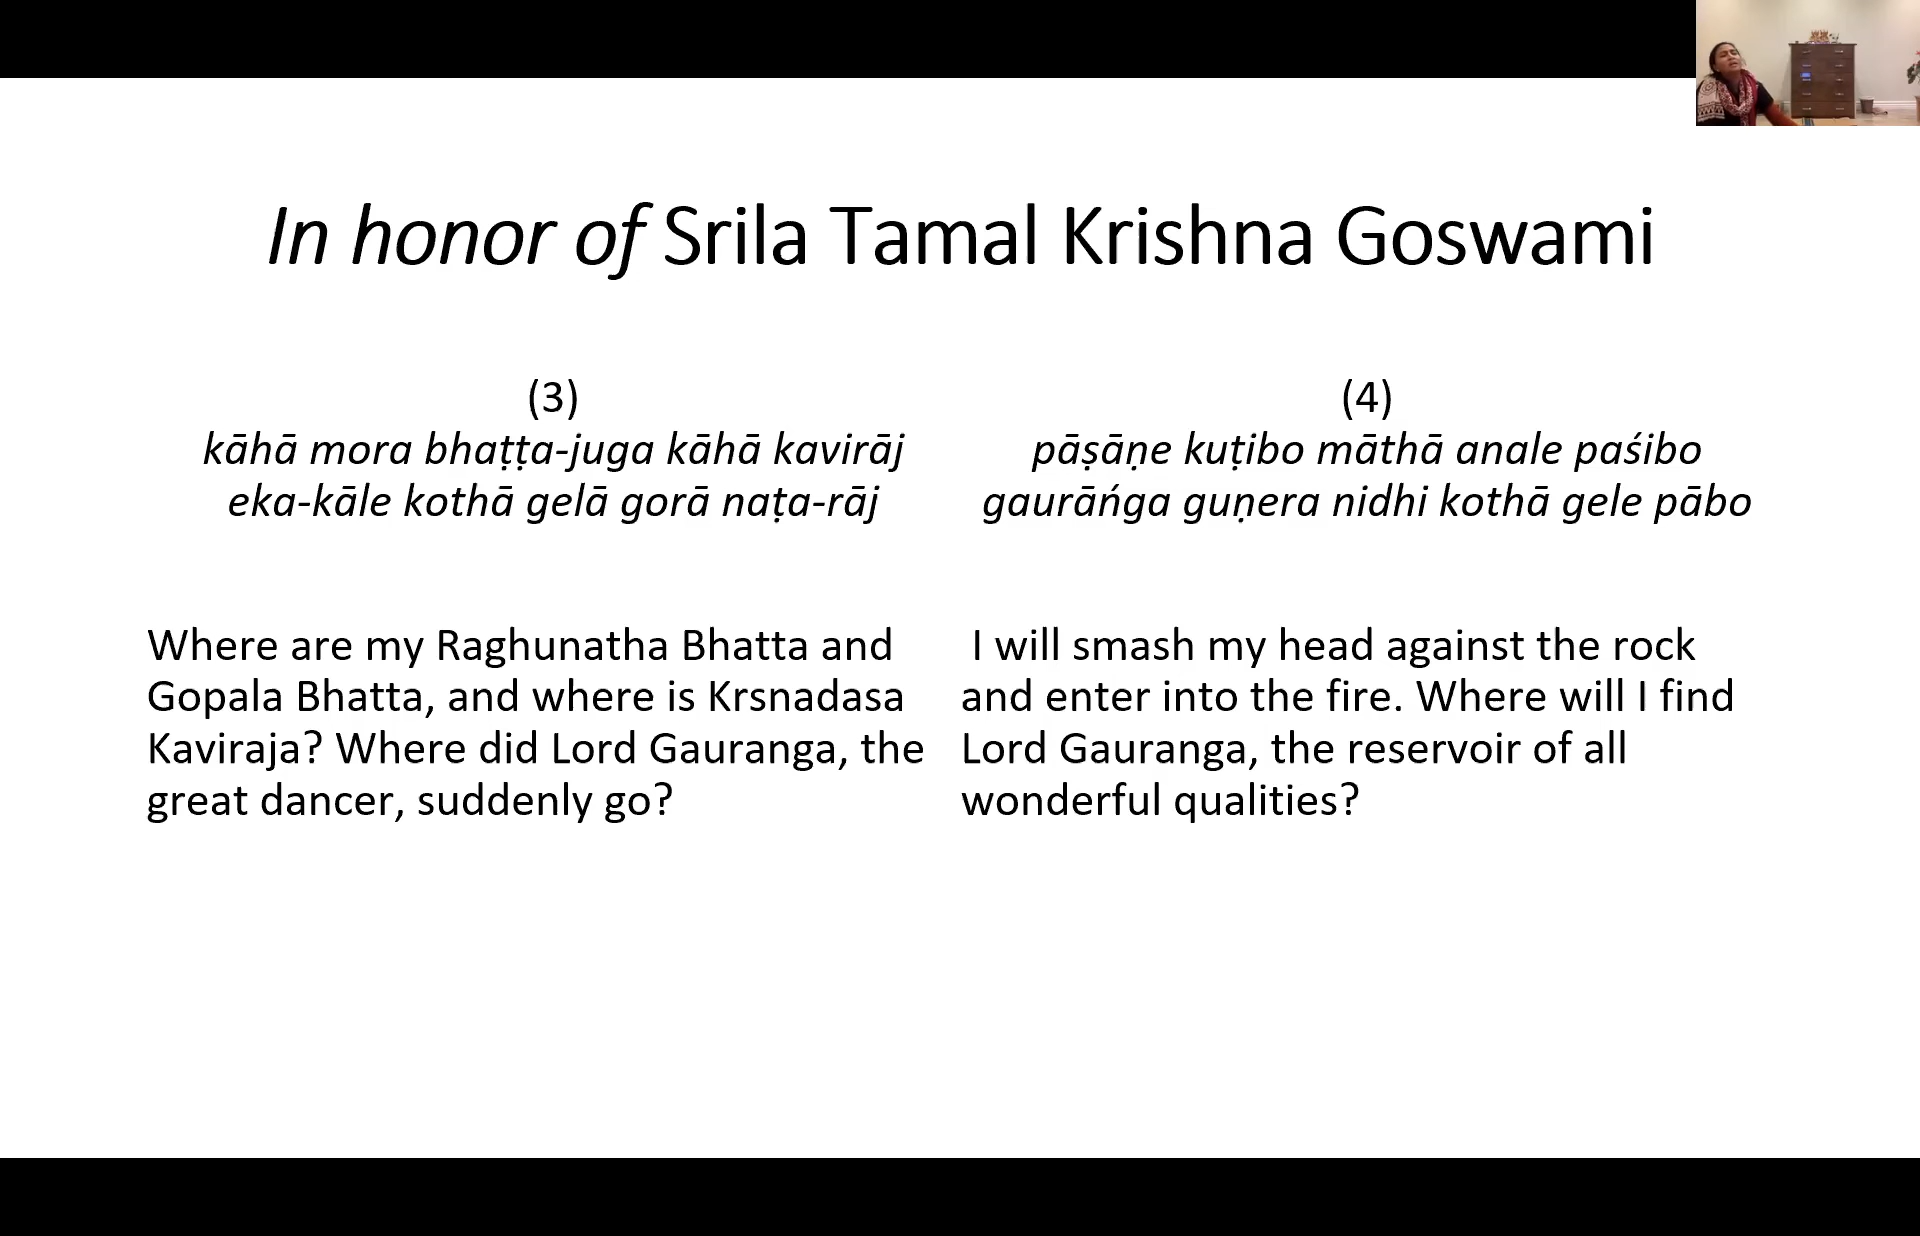 In honor of Srila Tamal Krishna Goswami
(3)
kāhā mora bhaṭṭa-juga kāhā kavirāj
eka-kāle kothā gelā gorā naṭa-rāj
Where are my Raghunatha Bhatta and
Gopala Bhatta, and where is Krsnadasa
Kaviraja? Where did Lord Gauranga, the
great dancer, suddenly go?
(4)
pāṣāṇe kuṭibo māthā anale paśibo
gaurāńga guṇera nidhi kothā gele pābo
I will smash my head against the rock
and enter into the fire. Where will I find
Lord Gauranga, the reservoir of all
wonderful qualities?